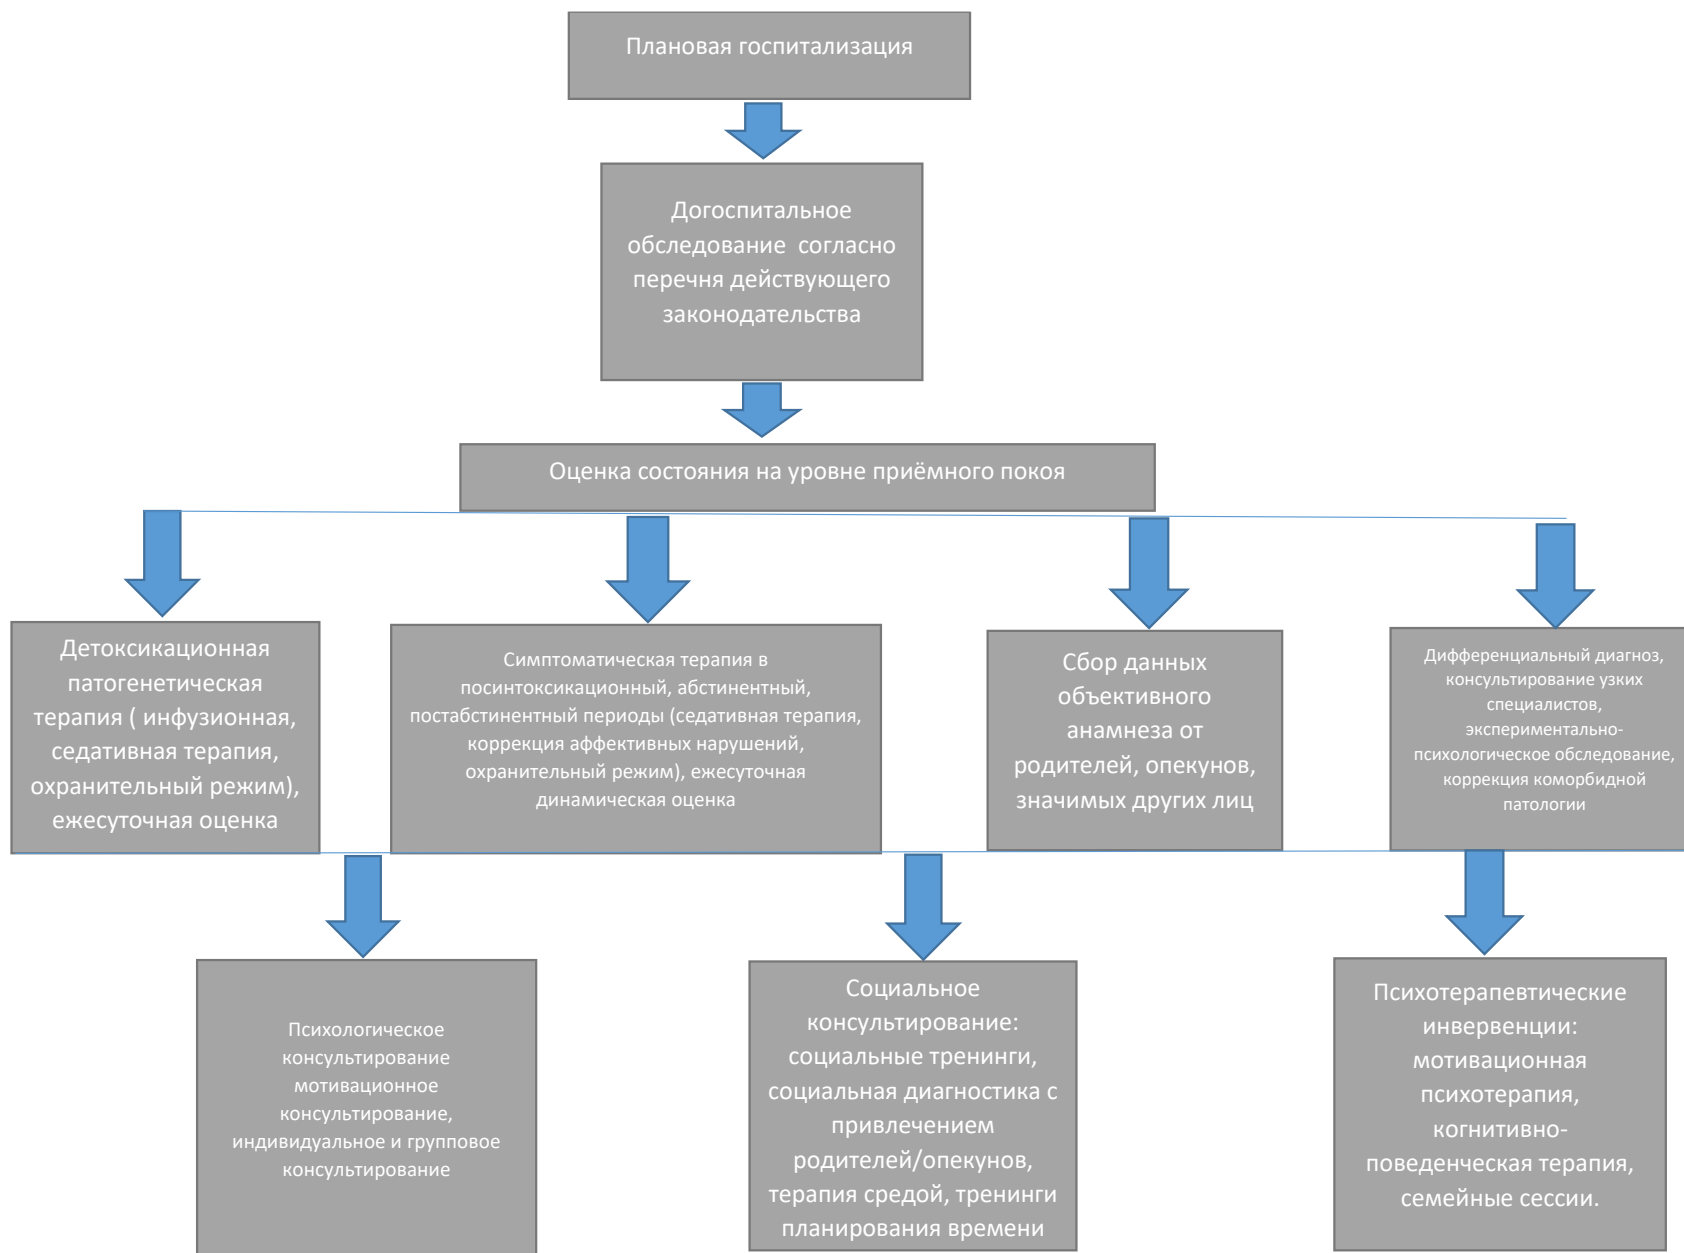 Плановая госпитализация
Догоспитальное
обследование согласно
перечня действующего
законодательства
Оценка состояния на уровне приёмного покоя
Детоксикационная
патогенетическая
терапия ( инфузионная,
седативная терапия,
охранительный режим),
ежесуточная оценка
Симптоматическая терапия в
посинтоксикационный, абстинентный,
постабстинентный периоды (седативная терапия,
коррекция аффективных нарушений,
охранительный режим), ежесуточная
динамическая оценка
Сбор данных
объективного
анамнеза от
родителей, опекунов,
значимых других лиц
Дифференциальный диагноз,
консультирование узких
специалистов,
экспериментально-
психологическое обследование,
коррекция коморбидной
патологии
Психологическое
консультирование
мотивационное
консультирование,
индивидуальное и групповое
консультирование
Социальное
консультирование:
социальные тренинги,
социальная диагностика с
привлечением
родителей/опекунов,
терапия средой, тренинги
планирования времени
Психотерапевтические
инвервенции:
мотивационная
психотерапия,
когнитивно-
поведенческая терапия,
семейные сессии.